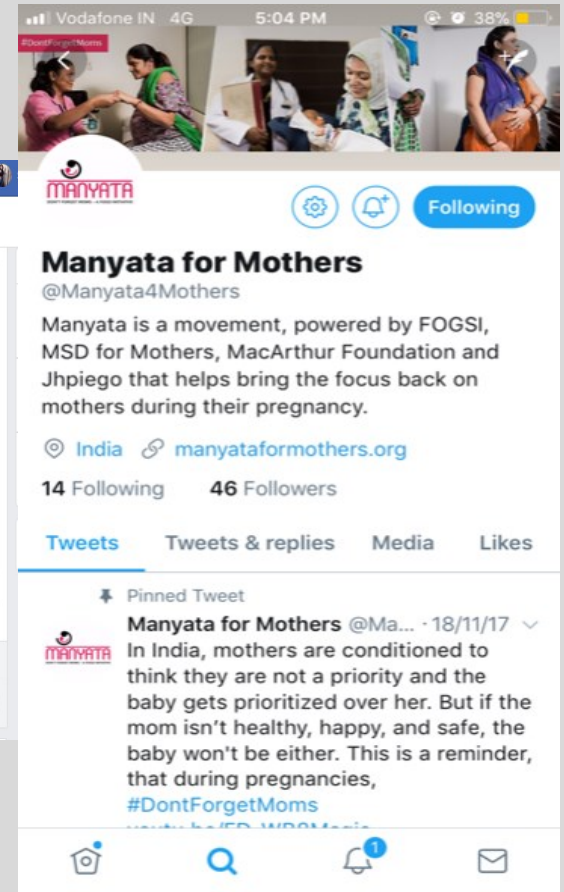 Vodafone IN 4G 5:04 PM 38%
#DontForgetMoms
MANYATA
Following
Manyata for Mothers
@Manyata4Mothers
Manyata is a movement, powered by FOGSI,
MSD for Mothers, MacArthur Foundation and
Jhpiego that helps bring the focus back on
mothers during their pregnancy.
India manyataformothers.org
14 Following 46 Followers
Tweets Tweets & replies Media Likes
Pinned Tweet
Manyata for Mothers @Ma... · 18/11/17
MANYATA
In India, mothers are conditioned to
think they are not a priority and the
baby gets prioritized over her. But if the
mom isn't healthy, happy, and safe, the
baby won't be either. This is a reminder,
that during pregnancies,
#DontForgetMoms
1